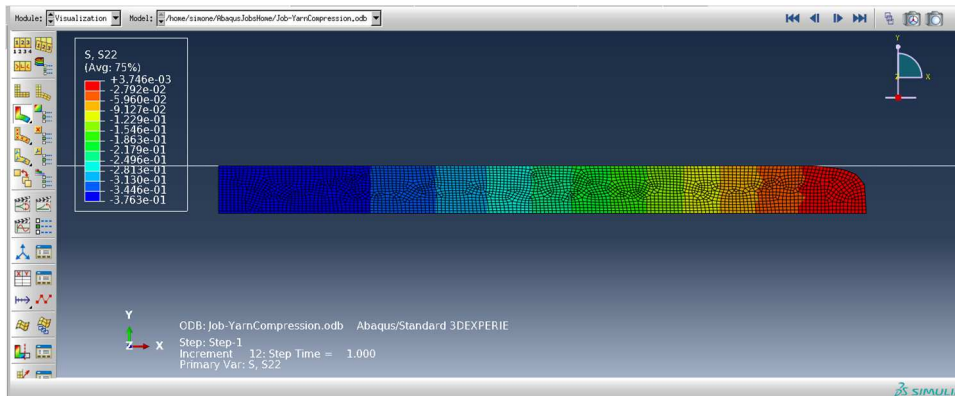 Module: Visualization Model: /home/simone/AbaqusJobsHome/Job-YarnCompression.odb
S, S22
(Avg: 75%)
+3.746e-03
-2.792e-02
-5.960e-02
-9.127e-02
-1.229e-01
-1.546e-01
-1.863e-01
-2.179e-01
-2.496e-01
-2.813e-01
-3.130e-01
-3.446e-01
-3.763e-01
Y
X
Y
Z X
ODB: Job-YarnCompression.odb Abaqus/Standard 3DEXPERIE
Step: Step-1
Increment 12: Step Time = 1.000
Primary Var: S, S22
SIMULI